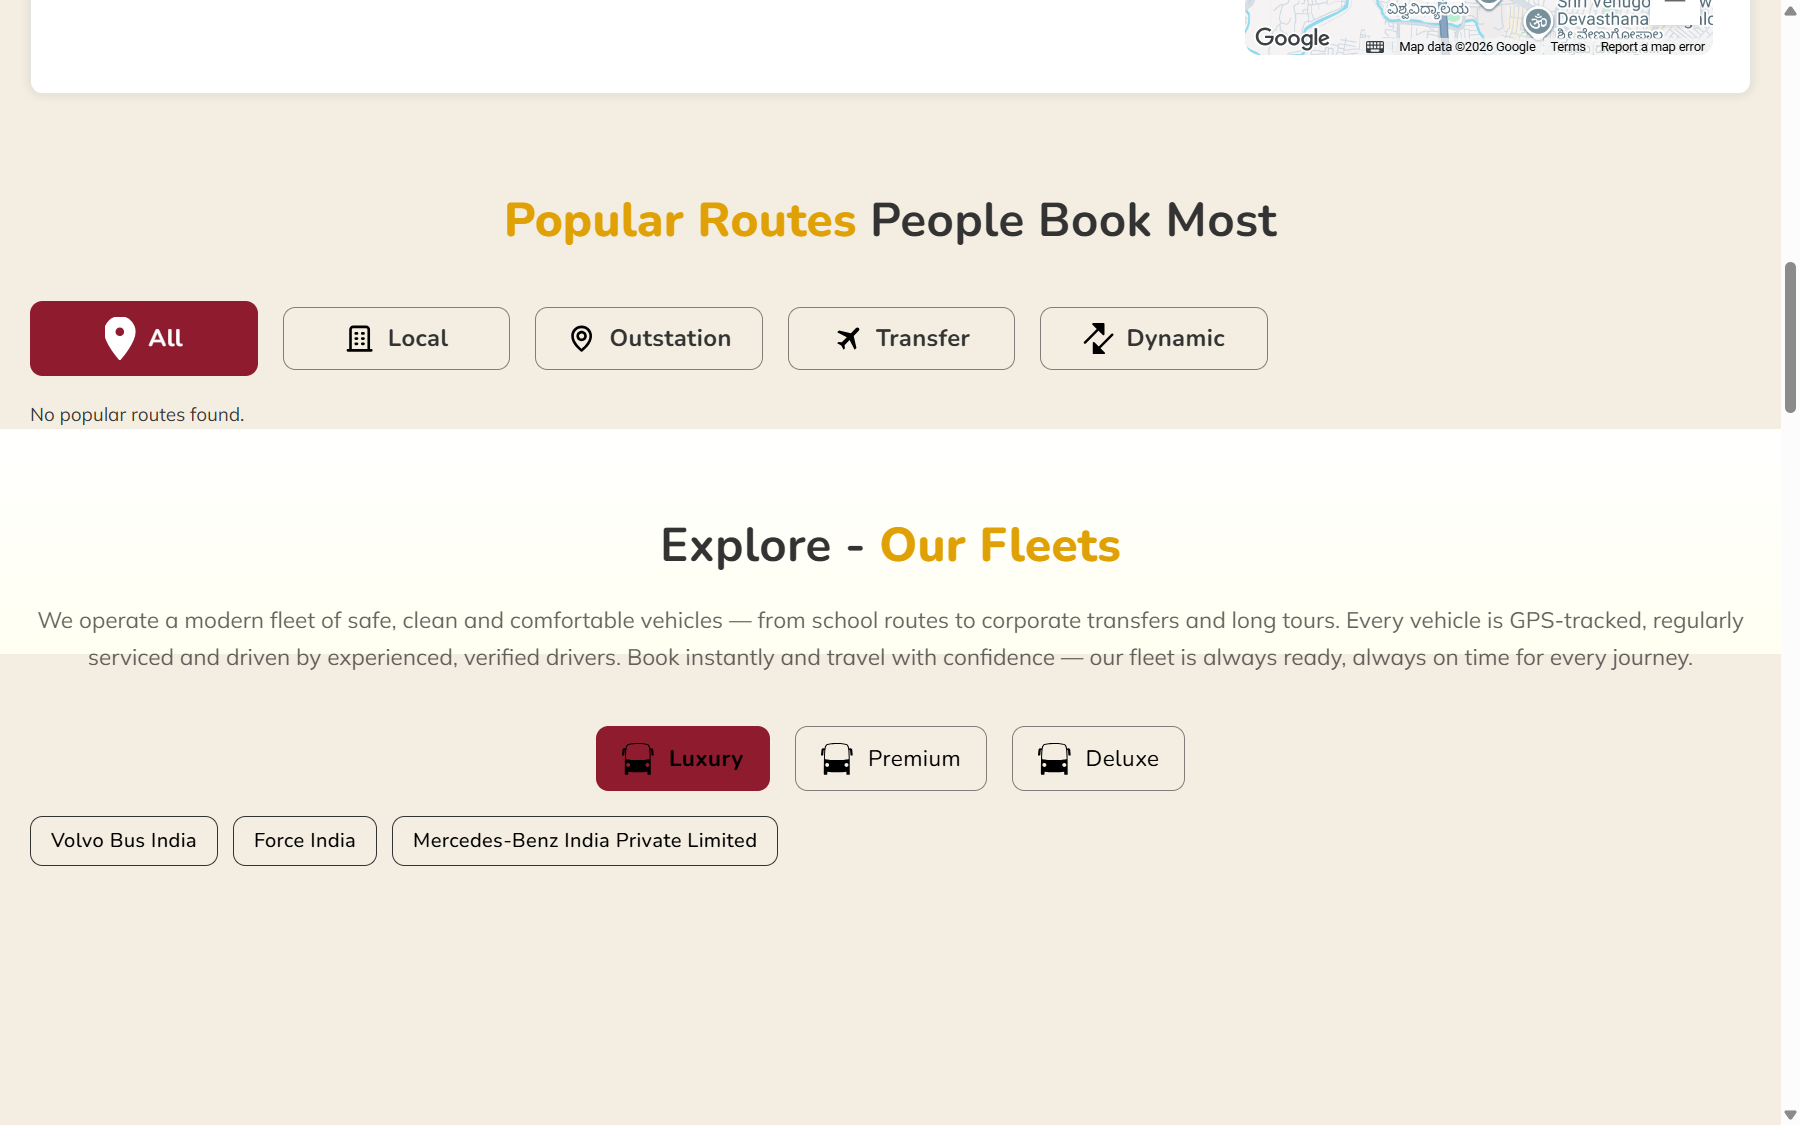 ವಿಶ್ವವಿದ್ಯಾಲಯ
Devasthana
Google
Map data ©2026 Google
Terms
Report a map error
Popular Routes People Book Most
All
Local
Outstation
Transfer
Dynamic
No popular routes found.
Explore - Our Fleets
We operate a modern fleet of safe, clean and comfortable vehicles — from school routes to corporate transfers and long tours. Every vehicle is GPS-tracked, regularly
serviced and driven by experienced, verified drivers. Book instantly and travel with confidence — our fleet is always ready, always on time for every journey.
Luxury
Premium
Deluxe
Volvo Bus India
Force India
Mercedes-Benz India Private Limited